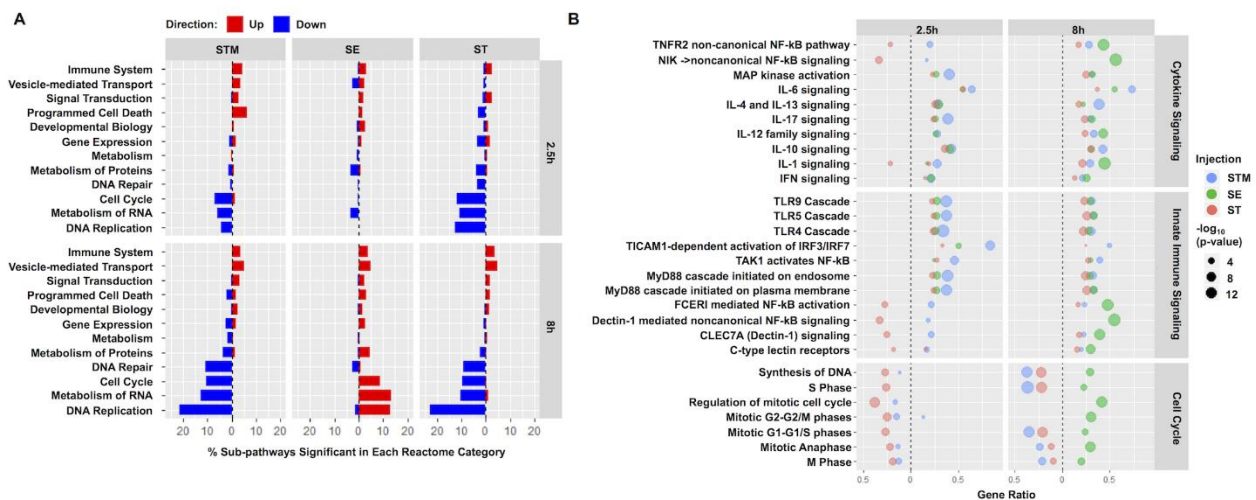 A
Direction: Up Down
STM SE ST
Immune System
Vesicle-mediated Transport
Signal Transduction
Programmed Cell Death
Developmental Biology
Gene Expression
Metabolism
Metabolism of Proteins
DNA Repair
Cell Cycle
Metabolism of RNA
DNA Replication
2.5h
Immune System
Vesicle-mediated Transport
Signal Transduction
Programmed Cell Death
Developmental Biology
Gene Expression
Metabolism
Metabolism of Proteins
DNA Repair
Cell Cycle
Metabolism of RNA
DNA Replication
8h
20 10 0 10 20 20 10 0 10 20 20 10 0 10 20
% Sub-pathways Significant in Each Reactome Category
B
2.5h 8h
TNFR2 non-canonical NF-kB pathway
NIK ->noncanonical NF-kB signaling
MAP kinase activation
IL-6 signaling
IL-4 and IL-13 signaling
IL-17 signaling
IL-12 family signaling
IL-10 signaling
IL-1 signaling
IFN signaling
Cytokine Signaling
TLR9 Cascade
TLR5 Cascade
TLR4 Cascade
TICAM1-dependent activation of IRF3/IRF7
TAK1 activates NF-kB
MyD88 cascade initiated on endosome
MyD88 cascade initiated on plasma membrane
FCERI mediated NF-kB activation
Dectin-1 mediated noncanonical NF-kB signaling
CLEC7A (Dectin-1) signaling
C-type lectin receptors
Innate Immune Signaling
Synthesis of DNA
S Phase
Regulation of mitotic cell cycle
Mitotic G2-G2/M phases
Mitotic G1-G1/S phases
Mitotic Anaphase
M Phase
Cell Cycle
0.5 0 0.5 0.5 0 0.5
Gene Ratio
Injection
STM
SE
ST
-log10
(p-value)
4
8
12